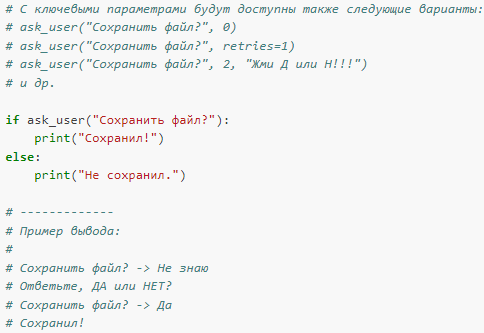 # С ключевыми параметрами будут доступны также следующие варианты:
# ask_user("Сохранить файл?", 0)
# ask_user("Сохранить файл?", retries=1)
# ask_user("Сохранить файл?", 2, "Жми Д или Н!!!")
# и др.
if ask_user("Сохранить файл?"):
    print("Сохранил!")
else:
    print("Не сохранил.")
# -------------
# Пример вывода:
#
# Сохранить файл? -> Не знаю
# Ответьте, ДА или НЕТ?
# Сохранить файл? -> Да
# Сохранил!